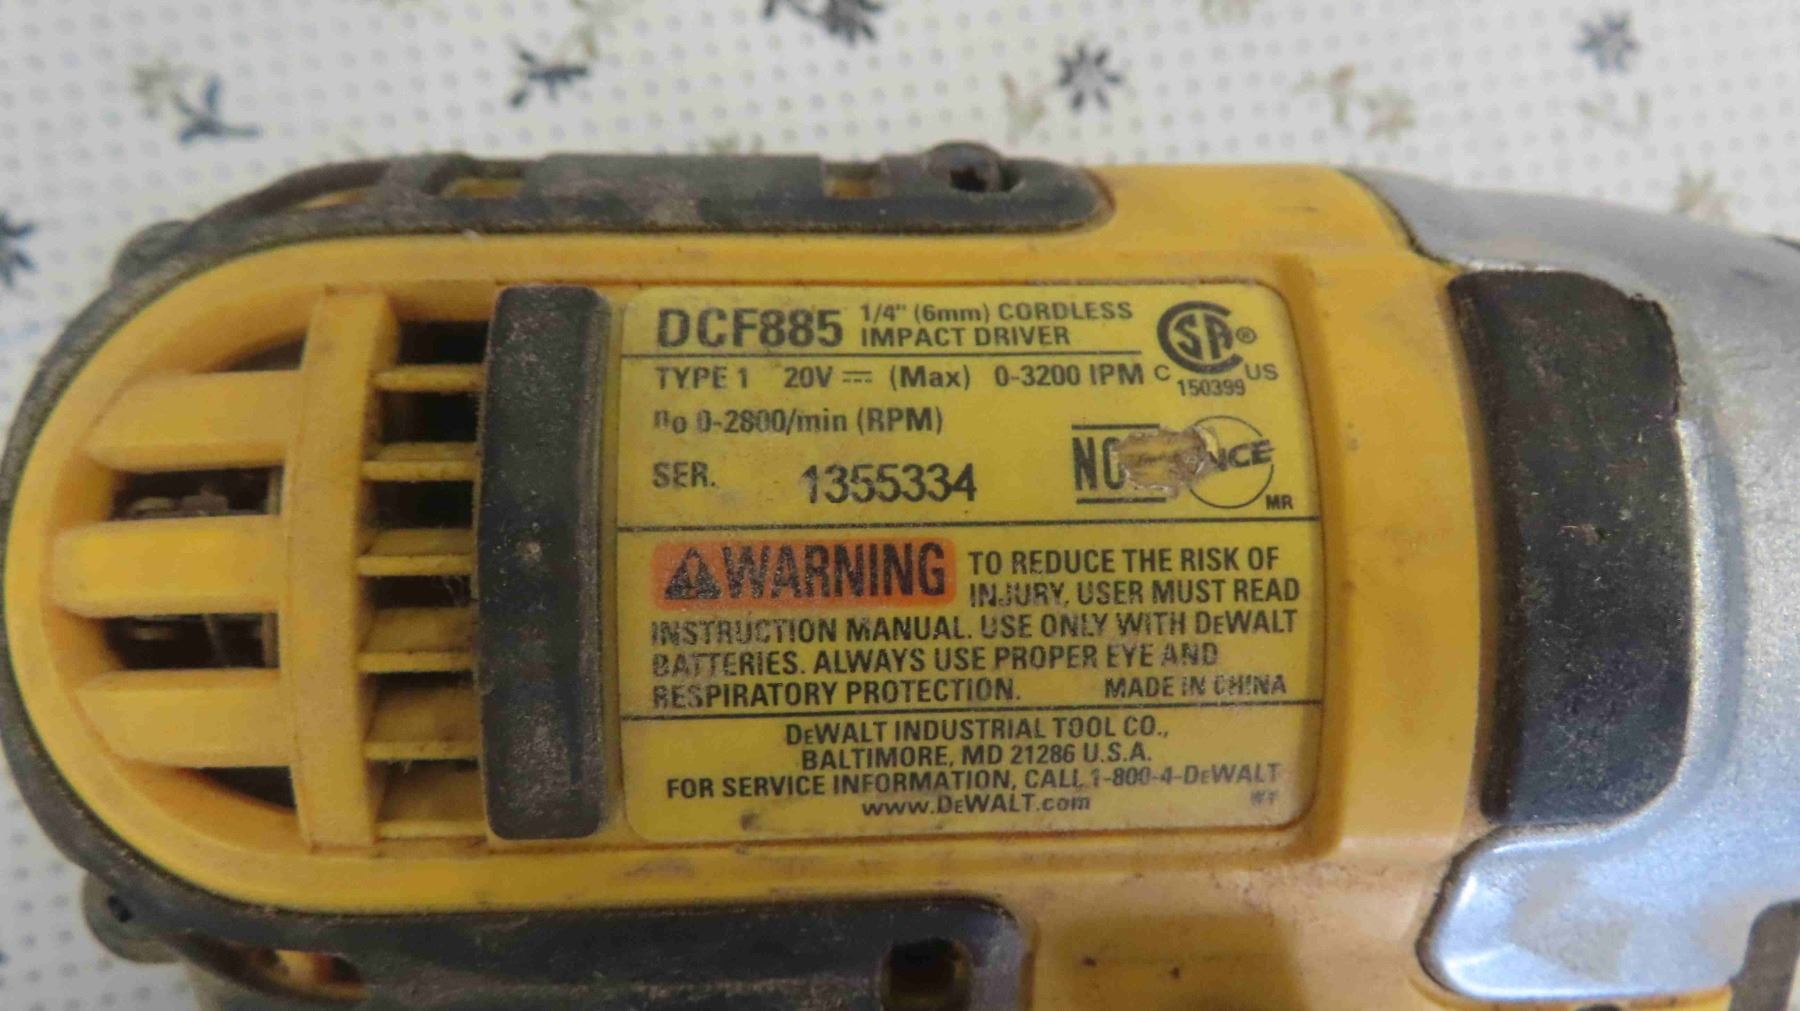 DCF885 1/4" (6mm) CORDLESS
IMPACT DRIVER
TYPE 1 20V ⎓ (Max) 0-3200 IPM
no 0-2800/min (RPM)
SER. 1355334
SA®
C US
150399
MR
⚠WARNING TO REDUCE THE RISK OF
INJURY, USER MUST READ
INSTRUCTION MANUAL. USE ONLY WITH DEWALT
BATTERIES. ALWAYS USE PROPER EYE AND
RESPIRATORY PROTECTION. MADE IN CHINA
DEWALT INDUSTRIAL TOOL CO.,
BALTIMORE, MD 21286 U.S.A.
FOR SERVICE INFORMATION, CALL 1-800-4-DEWALT
www.DEWALT.com